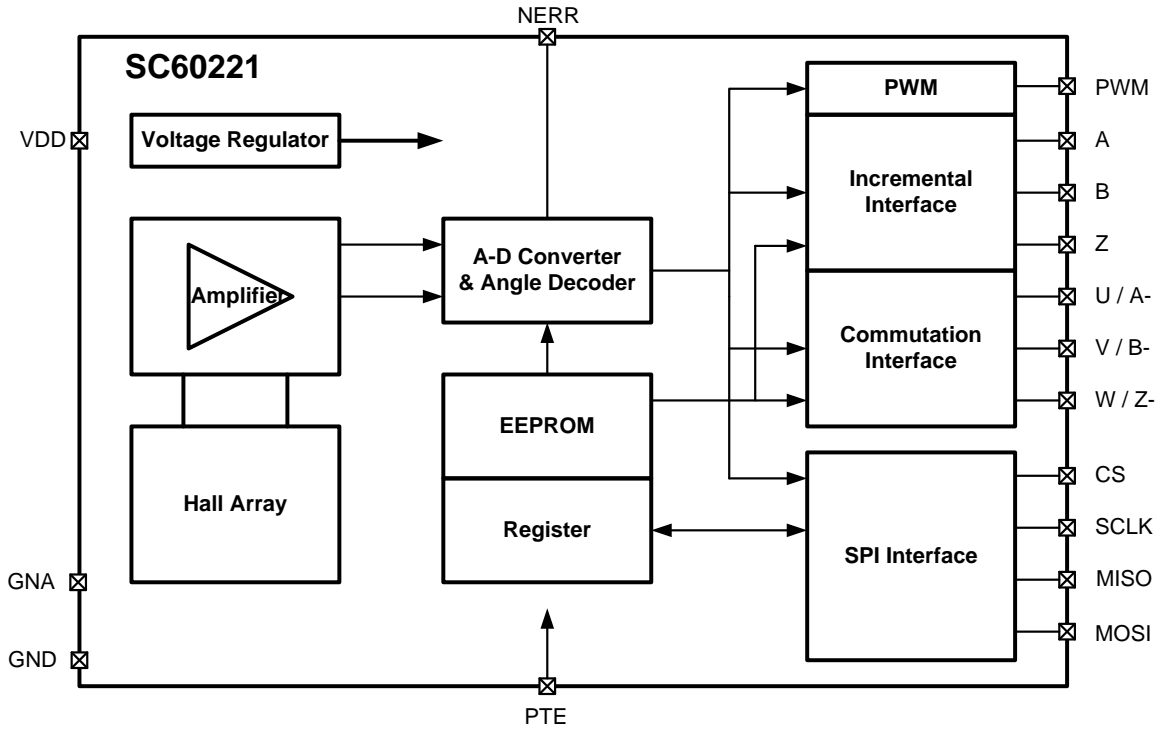 NERR
SC60221
VDD
Voltage Regulator
Amplifier
Hall Array
A-D Converter
& Angle Decoder
EEPROM
Register
PWM
Incremental
Interface
Commutation
Interface
SPI Interface
PWM
A
B
Z
U / A-
V / B-
W / Z-
CS
SCLK
MISO
MOSI
GNA
GND
PTE